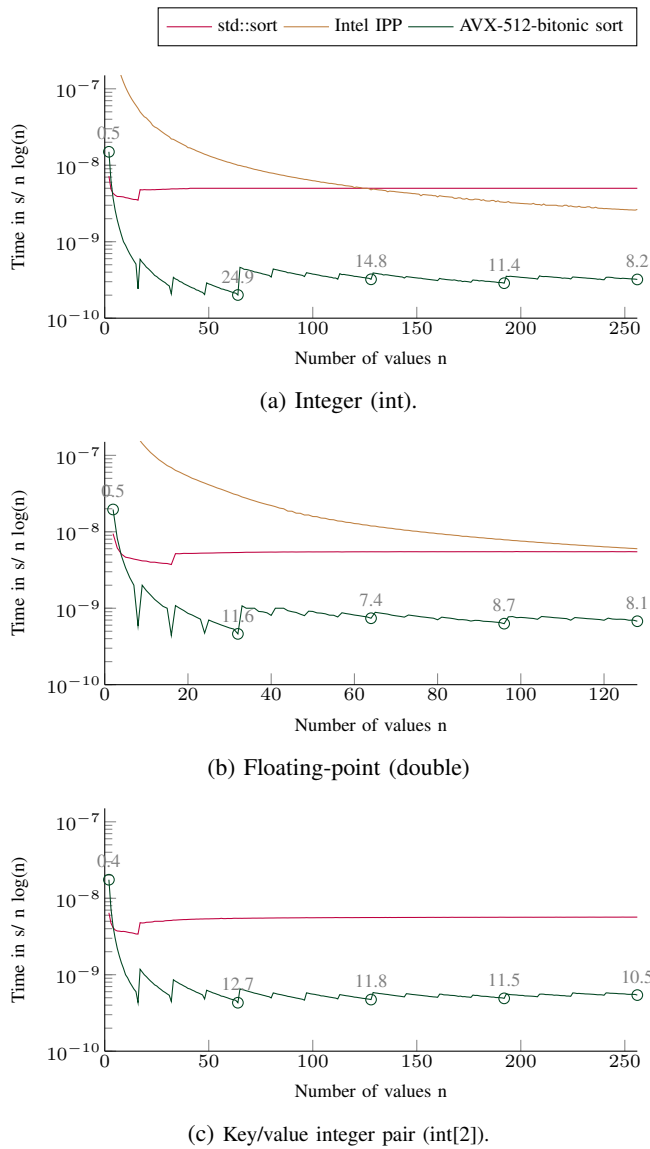 std::sort Intel IPP AVX-512-bitonic sort
10⁻⁷
10⁻⁸
10⁻⁹
10⁻¹⁰
Time in s/ n log(n)
0.5
24.9
14.8
11.4
8.2
0 50 100 150 200 250
Number of values n
(a) Integer (int).
10⁻⁷
10⁻⁸
10⁻⁹
10⁻¹⁰
Time in s/ n log(n)
0.5
11.6
7.4
8.7
8.1
0 20 40 60 80 100 120
Number of values n
(b) Floating-point (double)
10⁻⁷
10⁻⁸
10⁻⁹
10⁻¹⁰
Time in s/ n log(n)
0.4
12.7
11.8
11.5
10.5
0 50 100 150 200 250
Number of values n
(c) Key/value integer pair (int[2]).